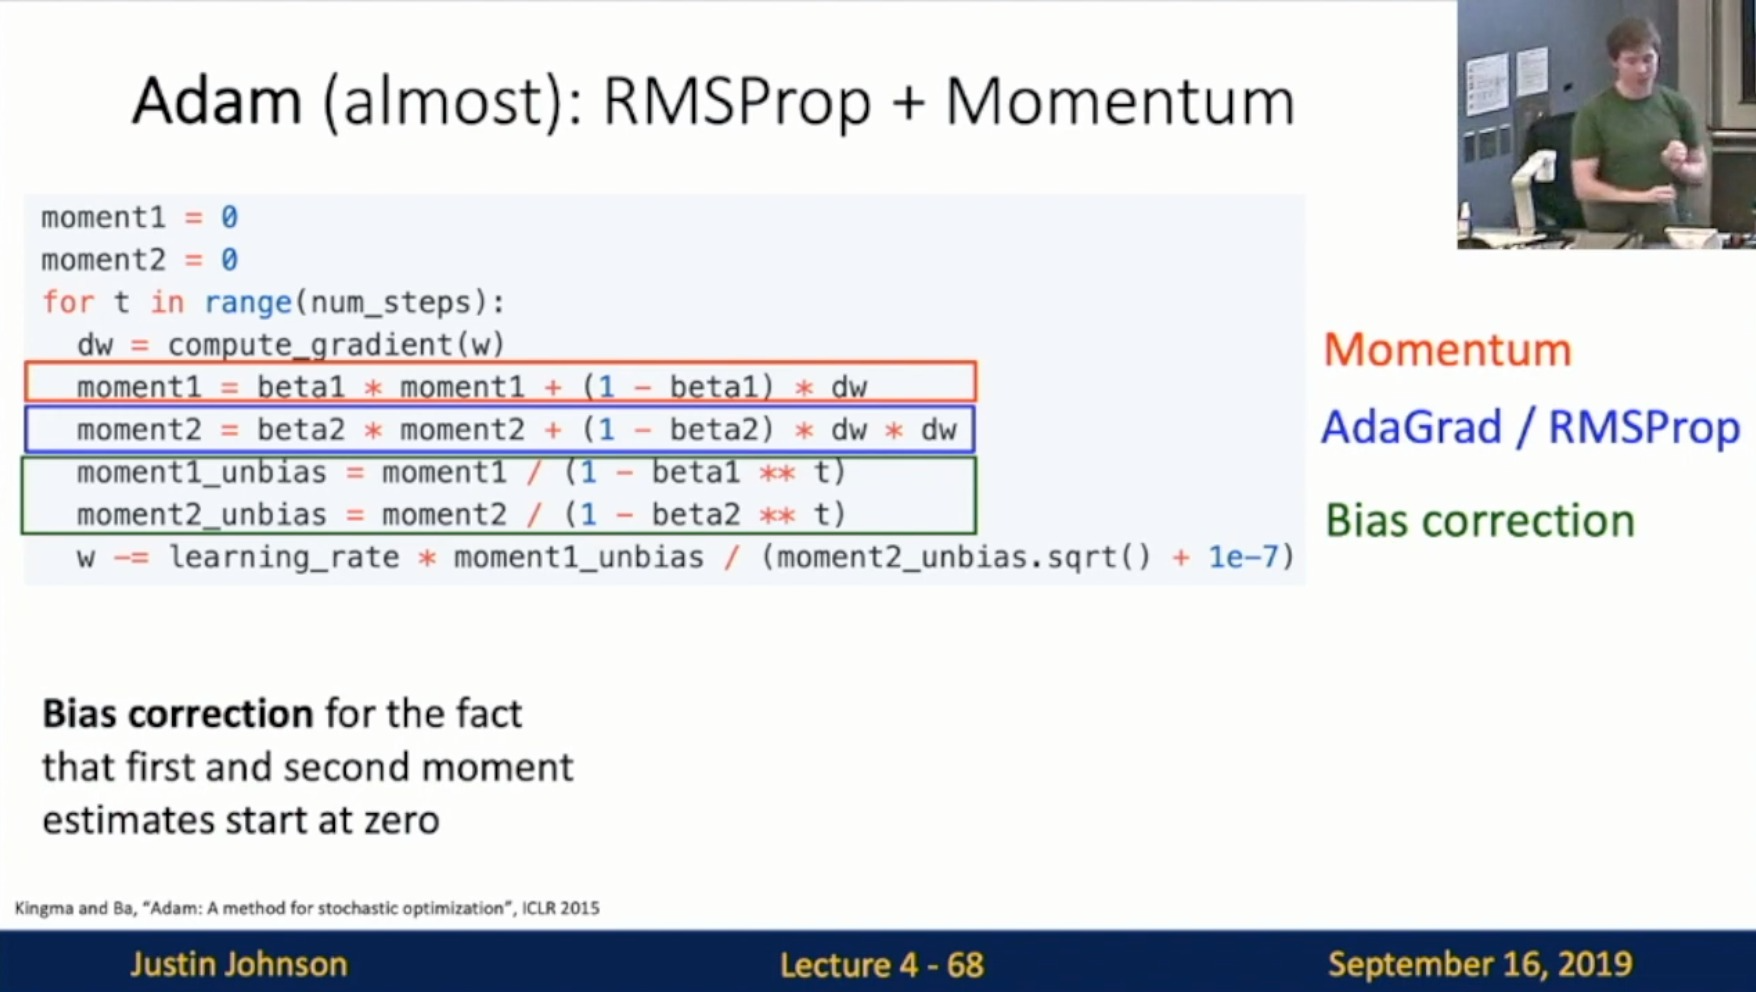 Adam (almost): RMSProp + Momentum
moment1 = 0
moment2 = 0
for t in range(num_steps):
dw = compute_gradient(w)
moment1 = beta1 * moment1 + (1 - beta1) * dw
moment2 = beta2 * moment2 + (1 - beta2) * dw * dw
moment1_unbias = moment1 / (1 - beta1 ** t)
moment2_unbias = moment2 / (1 - beta2 ** t)
w -= learning_rate * moment1_unbias / (moment2_unbias.sqrt() + 1e-7)
Momentum
AdaGrad / RMSProp
Bias correction
Bias correction for the fact
that first and second moment
estimates start at zero
Kingma and Ba, “Adam: A method for stochastic optimization”, ICLR 2015
Justin Johnson
Lecture 4 - 68
September 16, 2019